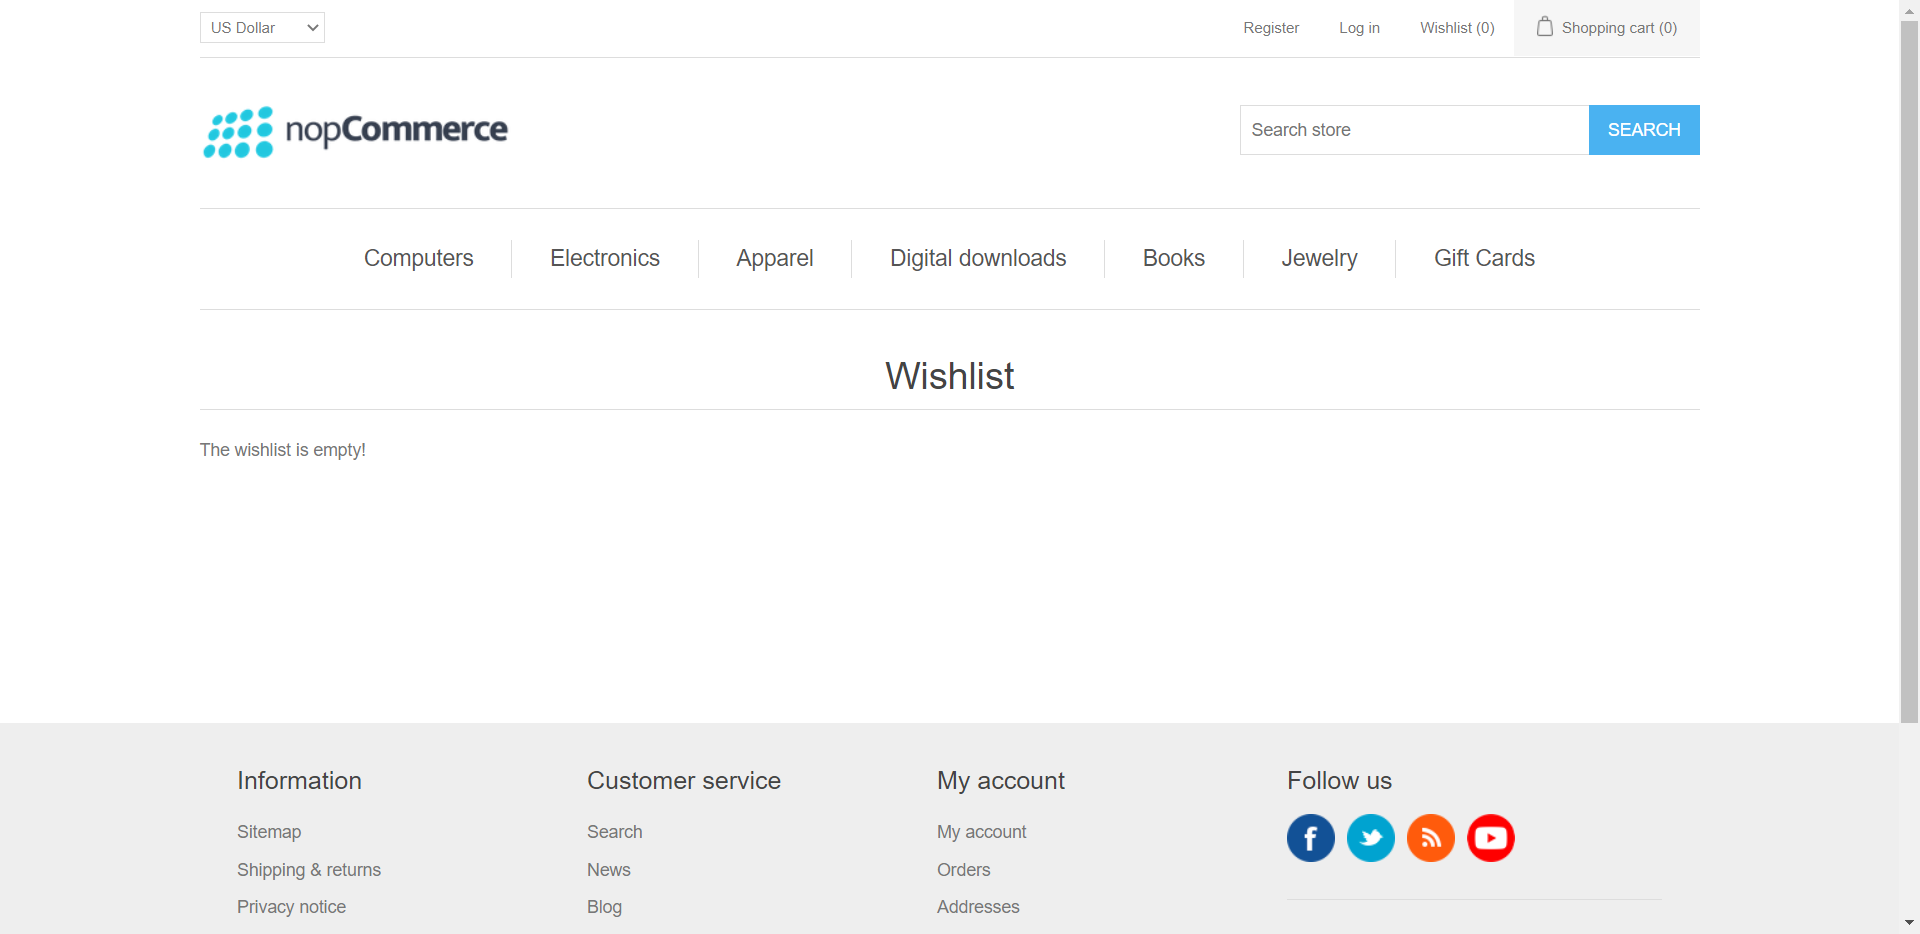 US Dollar
Register
Log in
Wishlist (0)
Shopping cart (0)
nopCommerce
Search store
SEARCH
Computers
Electronics
Apparel
Digital downloads
Books
Jewelry
Gift Cards
Wishlist
The wishlist is empty!
Information
Sitemap
Shipping & returns
Privacy notice
Customer service
Search
News
Blog
My account
My account
Orders
Addresses
Follow us